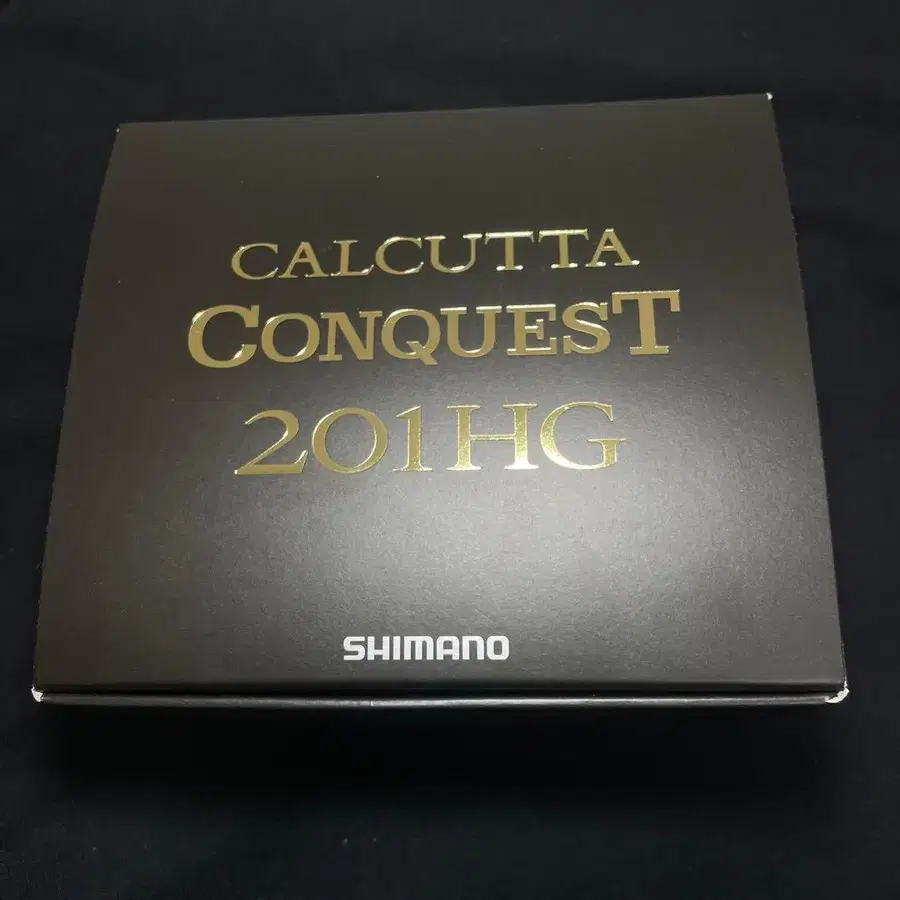 CALCUTTA
CONQUEST
201HG
SHIMANO